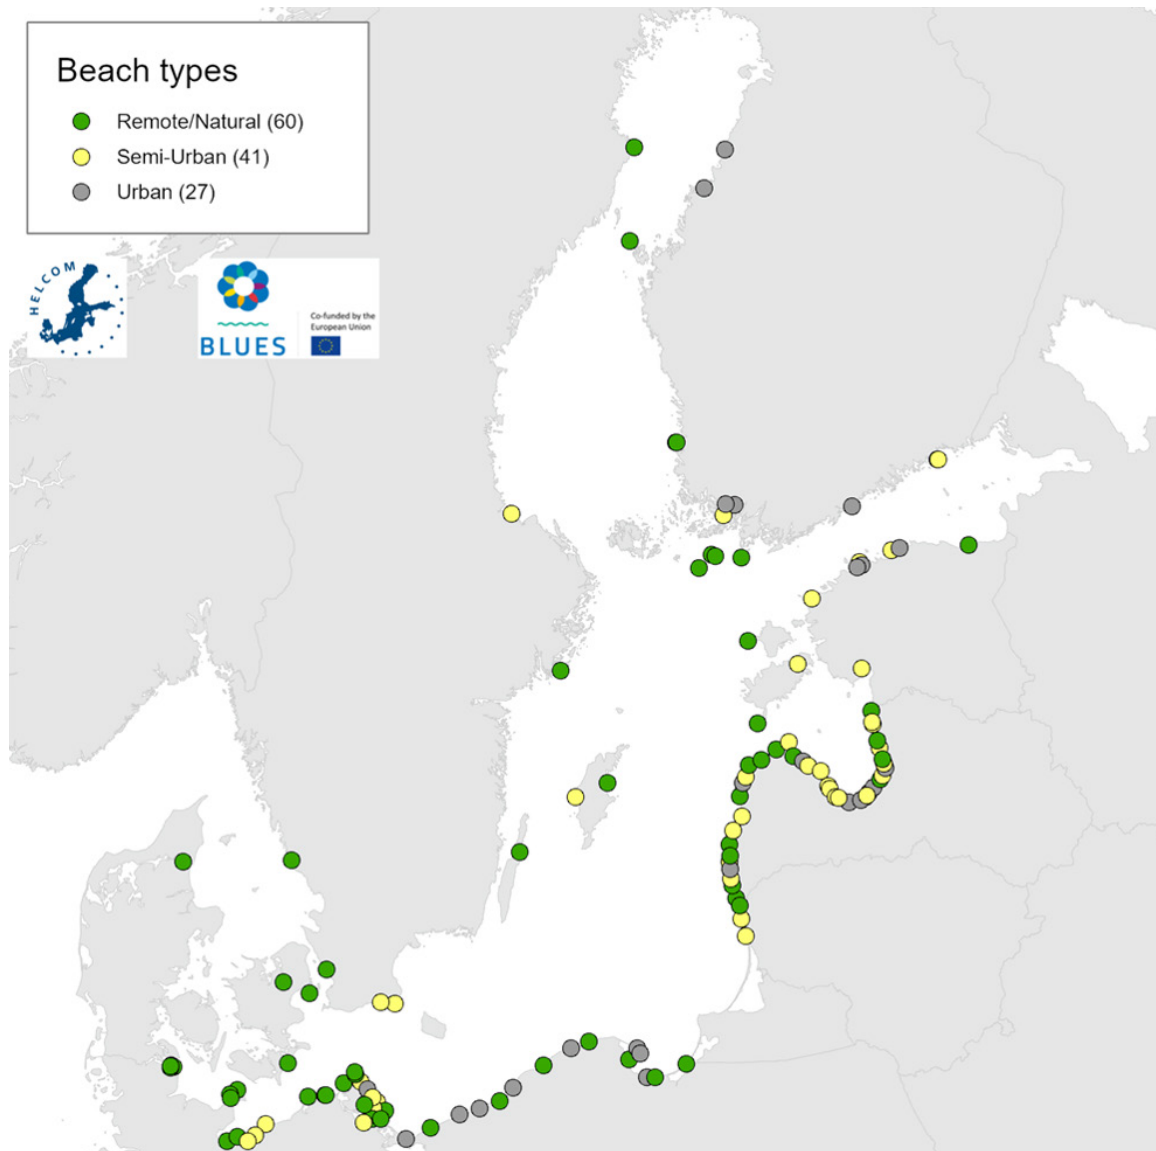 Beach types
Remote/Natural (60)
Semi-Urban (41)
Urban (27)
HELCOM
BLUES
Co-funded by the
European Union